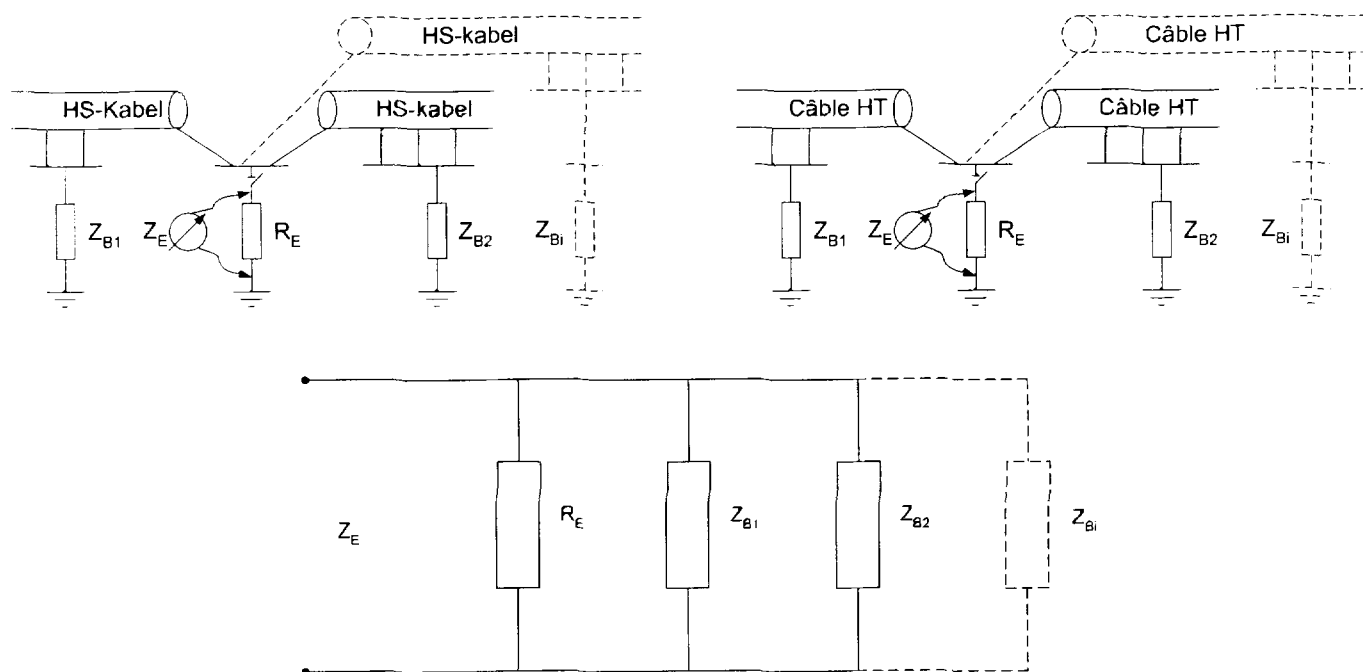 HS-kabel
HS-Kabel
HS-kabel
Z_B1
Z_E
R_E
Z_B2
Z_Bi
Câble HT
Câble HT
Câble HT
Z_B1
Z_E
R_E
Z_B2
Z_Bi
Z_E
R_E
Z_B1
Z_B2
Z_Bi